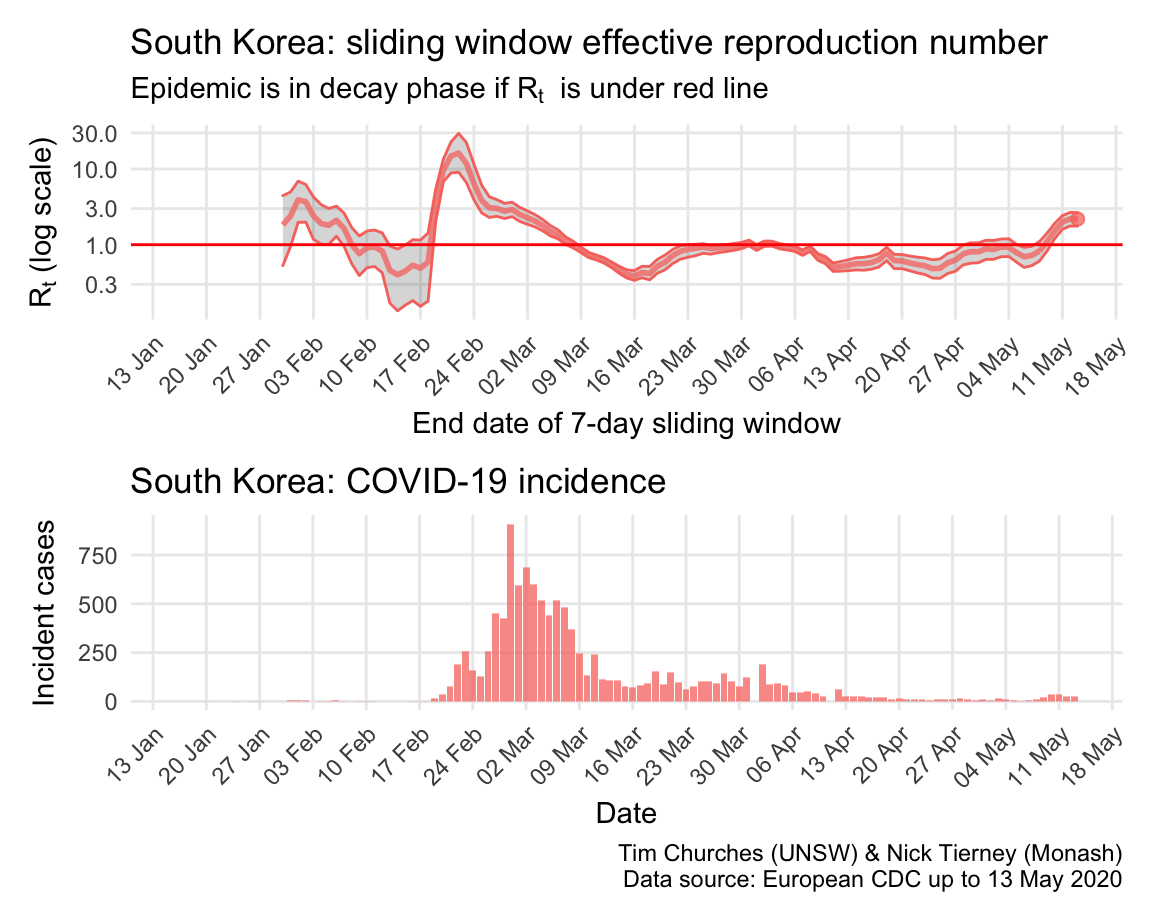 South Korea: sliding window effective reproduction number
Epidemic is in decay phase if Rt is under red line
Rt (log scale)
30.0
10.0
3.0
1.0
0.3
13 Jan 20 Jan 27 Jan 03 Feb 10 Feb 17 Feb 24 Feb 02 Mar 09 Mar 16 Mar 23 Mar 30 Mar 06 Apr 13 Apr 20 Apr 27 Apr 04 May 11 May 18 May
End date of 7-day sliding window
South Korea: COVID-19 incidence
Incident cases
750
500
250
0
13 Jan 20 Jan 27 Jan 03 Feb 10 Feb 17 Feb 24 Feb 02 Mar 09 Mar 16 Mar 23 Mar 30 Mar 06 Apr 13 Apr 20 Apr 27 Apr 04 May 11 May 18 May
Date
Tim Churches (UNSW) & Nick Tierney (Monash)
Data source: European CDC up to 13 May 2020